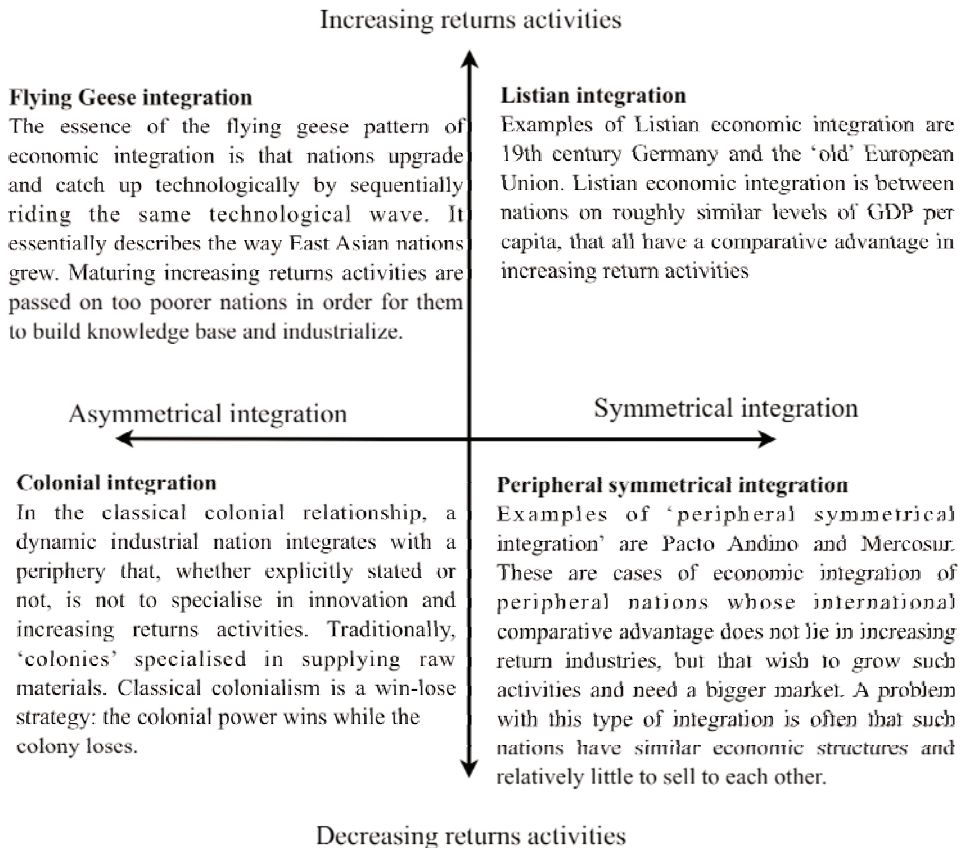 Increasing returns activities
Flying Geese integration
The essence of the flying geese pattern of
economic integration is that nations upgrade
and catch up technologically by sequentially
riding the same technological wave. It
essentially describes the way East Asian nations
grew. Maturing increasing returns activities are
passed on too poorer nations in order for them
to build knowledge base and industrialize.
Listian integration
Examples of Listian economic integration are
19th century Germany and the ‘old’ European
Union. Listian economic integration is between
nations on roughly similar levels of GDP per
capita, that all have a comparative advantage in
increasing return activities
Asymmetrical integration
Symmetrical integration
Colonial integration
In the classical colonial relationship, a
dynamic industrial nation integrates with a
periphery that, whether explicitly stated or
not, is not to specialise in innovation and
increasing returns activities. Traditionally,
‘colonies’ specialised in supplying raw
materials. Classical colonialism is a win-lose
strategy: the colonial power wins while the
colony loses.
Peripheral symmetrical integration
Examples of ‘peripheral symmetrical
integration’ are Pacto Andino and Mercosur.
These are cases of economic integration of
peripheral nations whose international
comparative advantage does not lie in increasing
return industries, but that wish to grow such
activities and need a bigger market. A problem
with this type of integration is often that such
nations have similar economic structures and
relatively little to sell to each other.
Decreasing returns activities